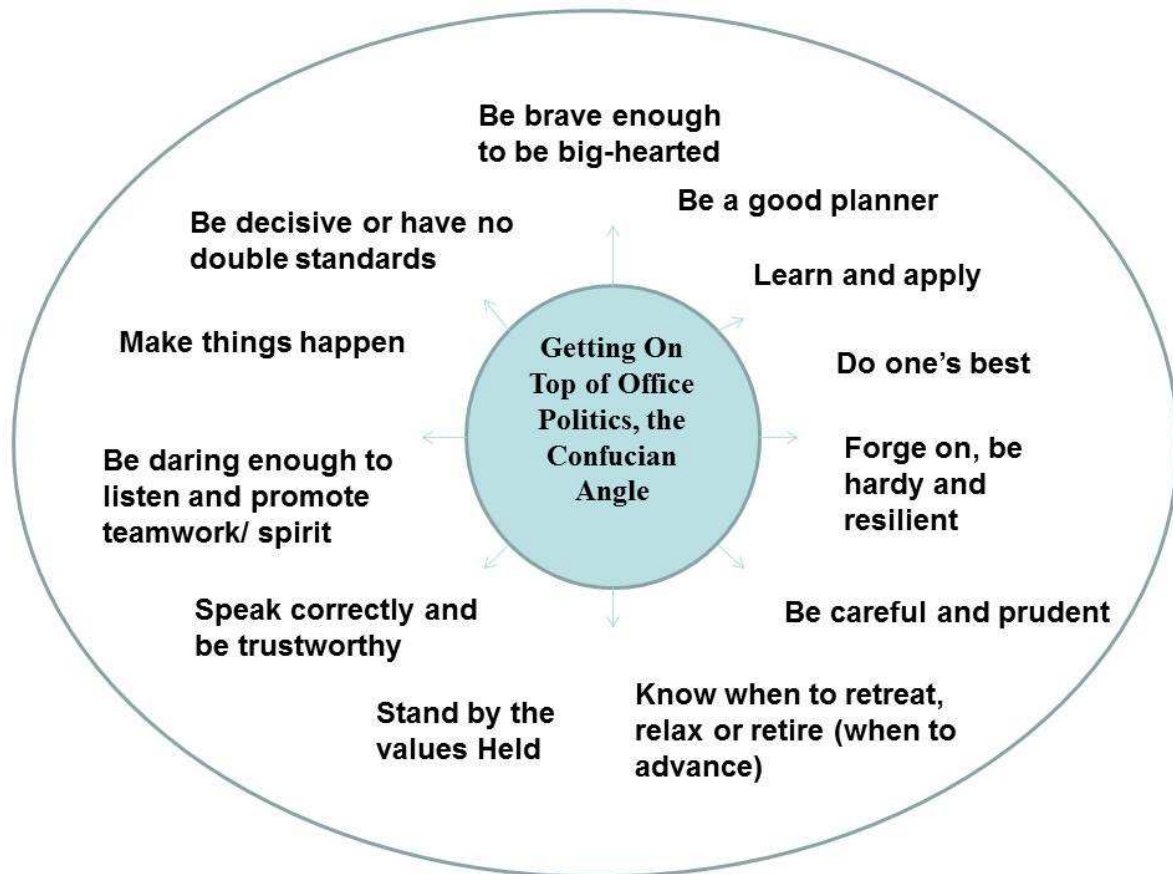 Be brave enough
to be big-hearted
Be a good planner
Learn and apply
Do one’s best
Forge on, be
hardy and
resilient
Be careful and prudent
Know when to retreat,
relax or retire (when to
advance)
Stand by the
values Held
Speak correctly and
be trustworthy
Be daring enough to
listen and promote
teamwork/ spirit
Make things happen
Be decisive or have no
double standards
Getting On
Top of Office
Politics, the
Confucian
Angle